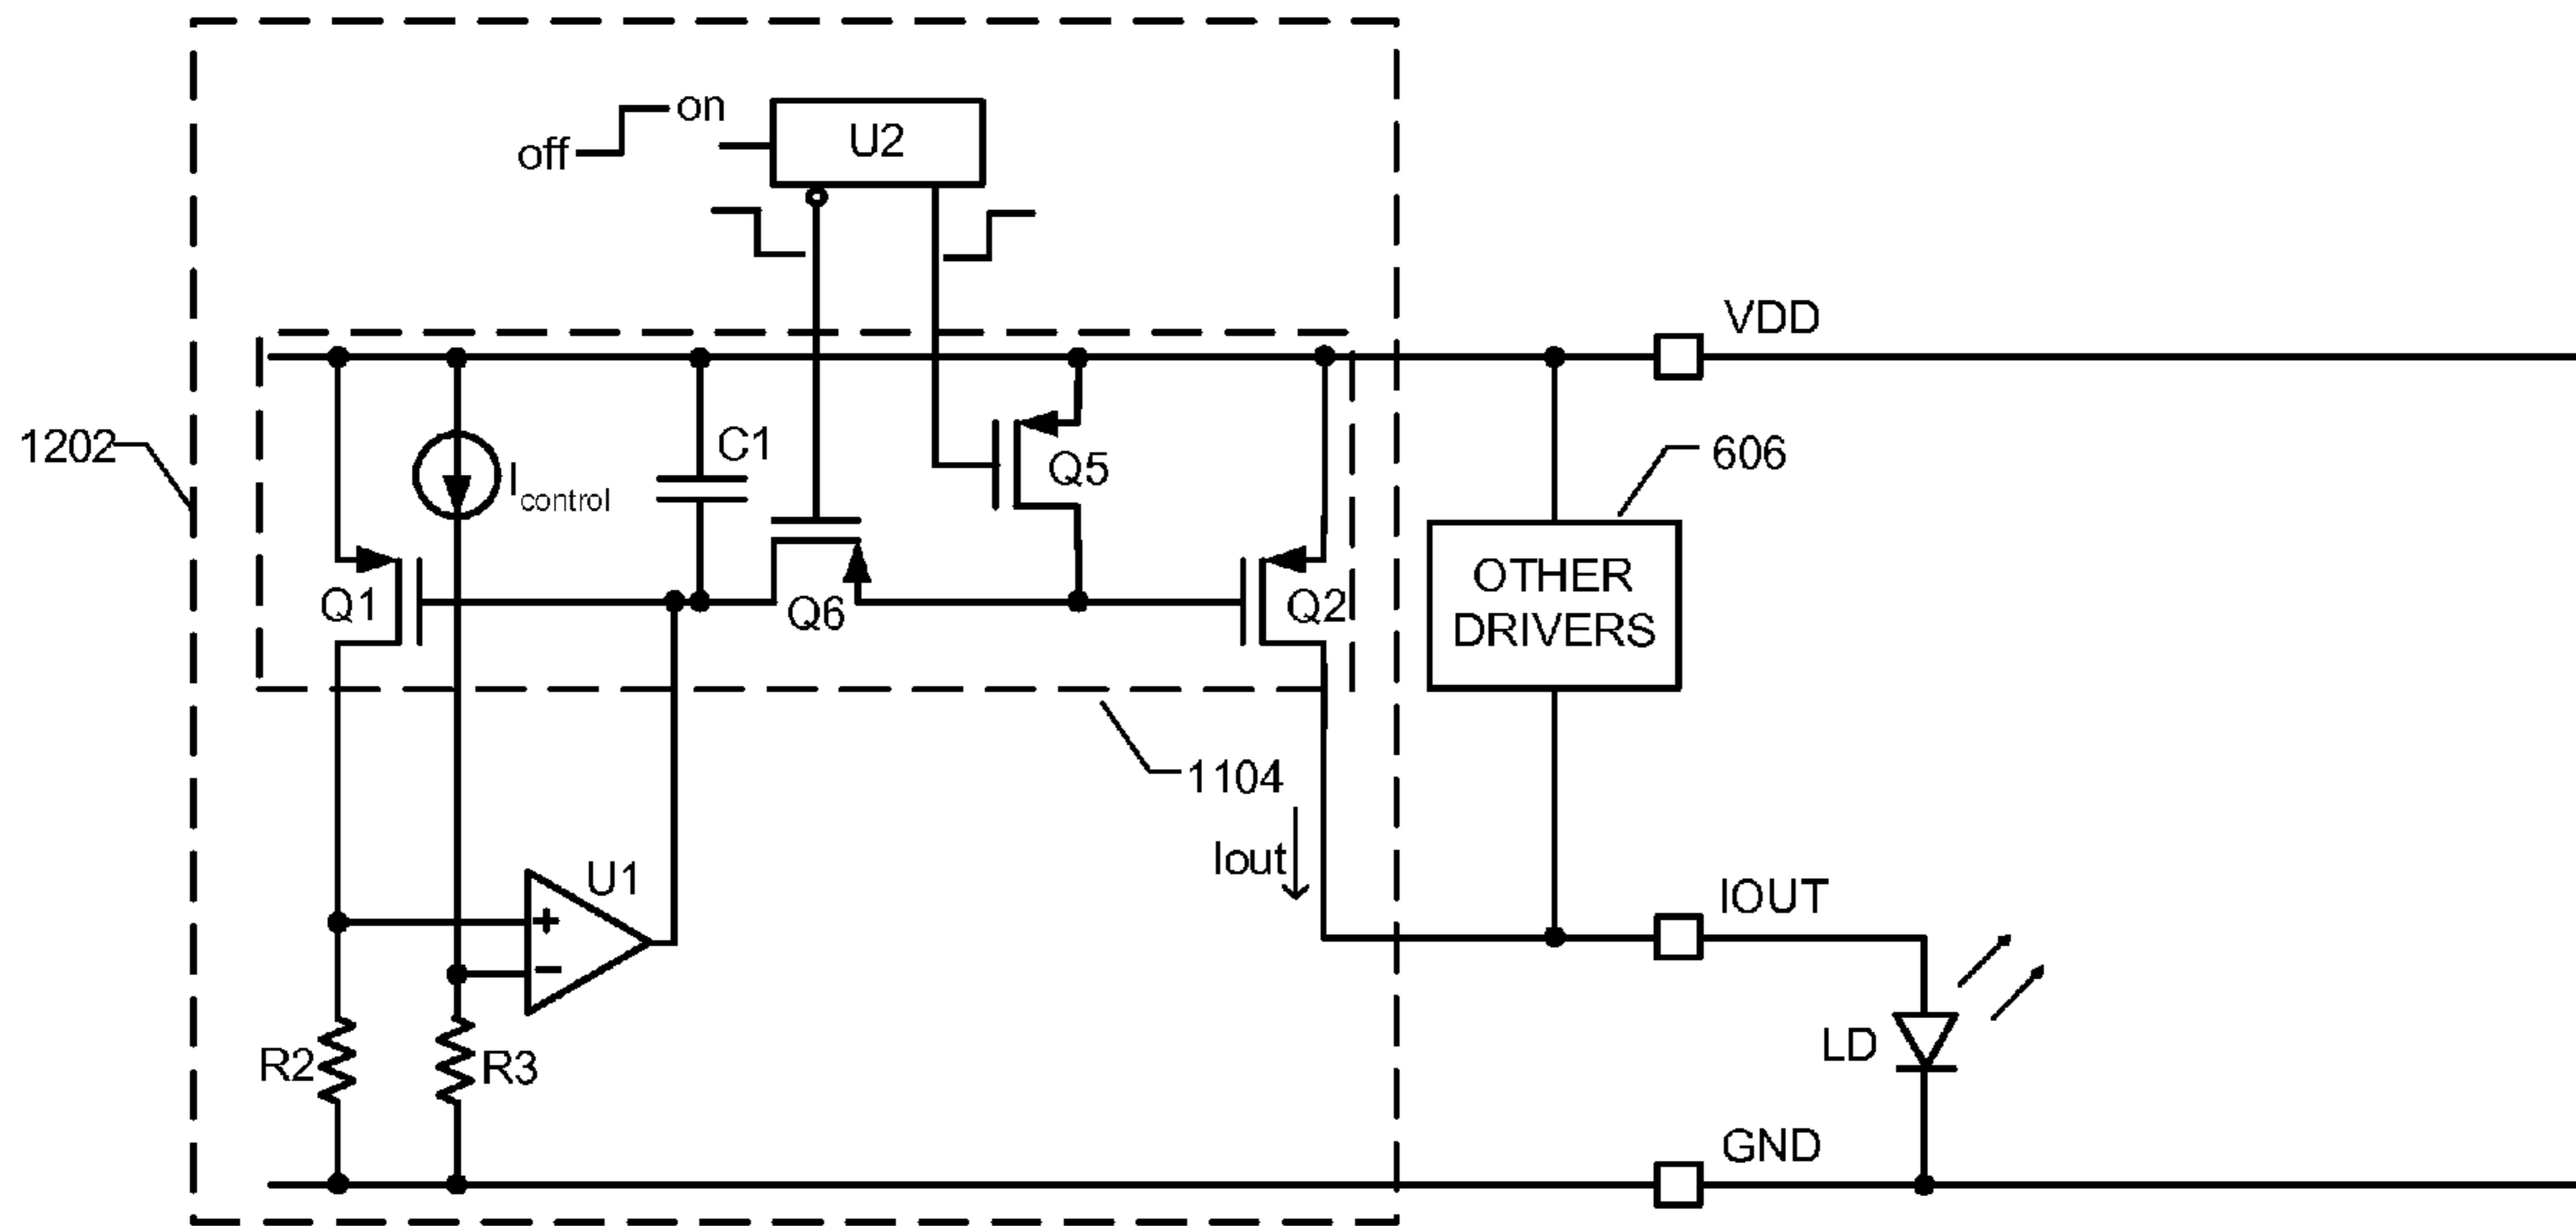 on
off
U2
VDD
1202
C1
Q5
606
Icontrol
OTHER
DRIVERS
Q1
Q6
Q2
1104
Iout
U1
IOUT
+
−
R2
R3
LD
GND